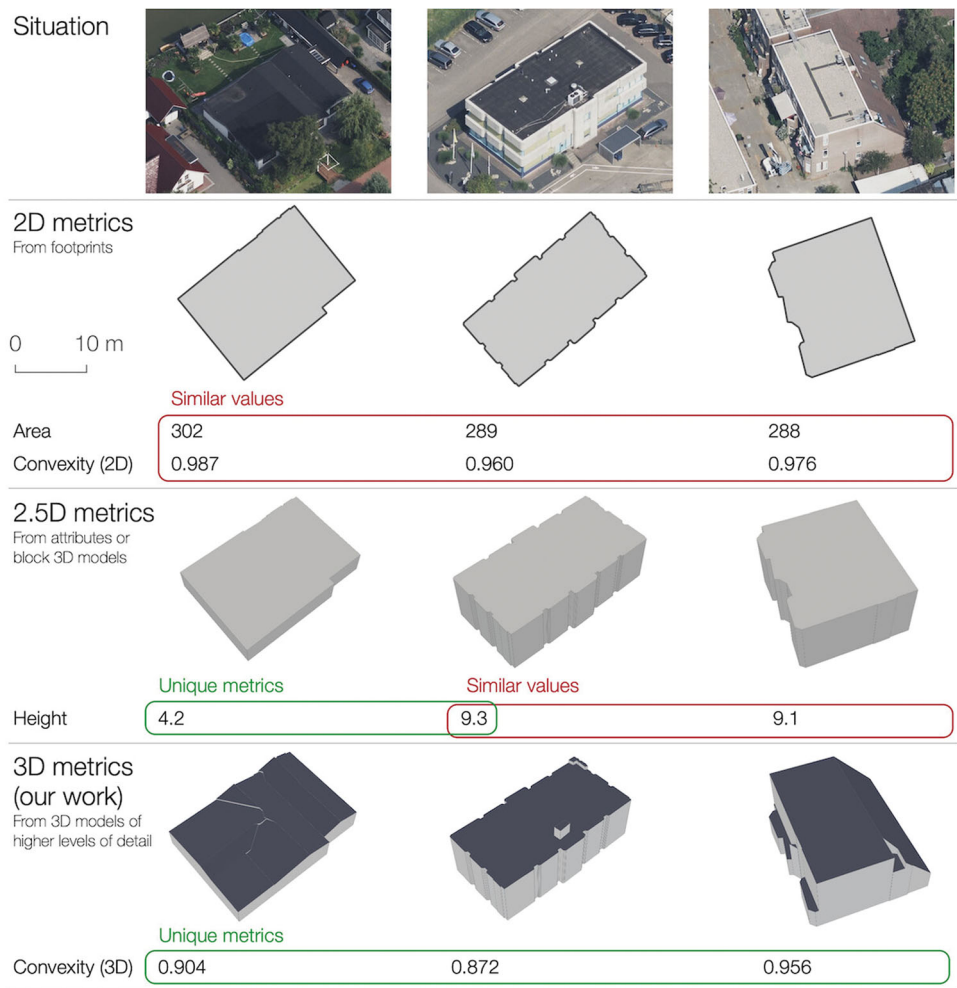 Situation
2D metrics
From footprints
0 10 m
Similar values
Area 302 289 288
Convexity (2D) 0.987 0.960 0.976
2.5D metrics
From attributes or
block 3D models
Unique metrics Similar values
Height 4.2 9.3 9.1
3D metrics
(our work)
From 3D models of
higher levels of detail
Unique metrics
Convexity (3D) 0.904 0.872 0.956